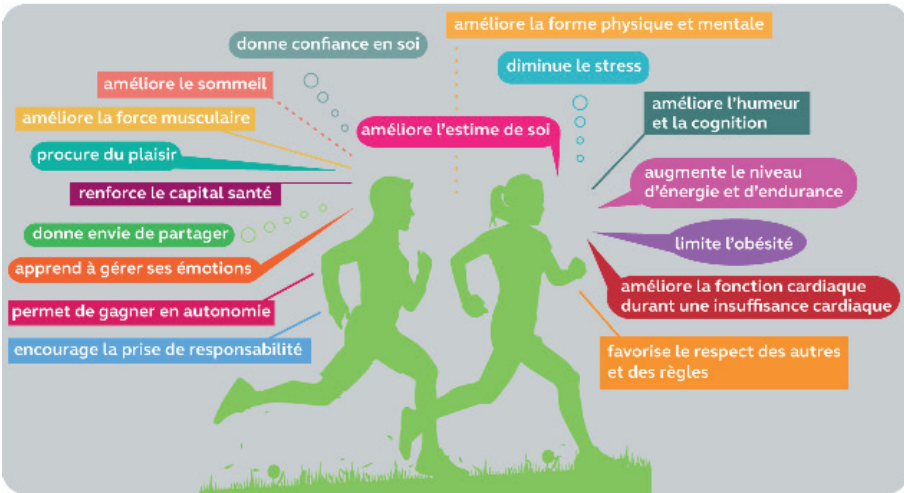 améliore la forme physique et mentale
donne confiance en soi
diminue le stress
améliore le sommeil
améliore l'humeur
et la cognition
améliore la force musculaire
améliore l'estime de soi
procure du plaisir
augmente le niveau
d'énergie et d'endurance
renforce le capital santé
donne envie de partager
limite l'obésité
apprend à gérer ses émotions
améliore la fonction cardiaque
durant une insuffisance cardiaque
permet de gagner en autonomie
encourage la prise de responsabilité
favorise le respect des autres
et des règles